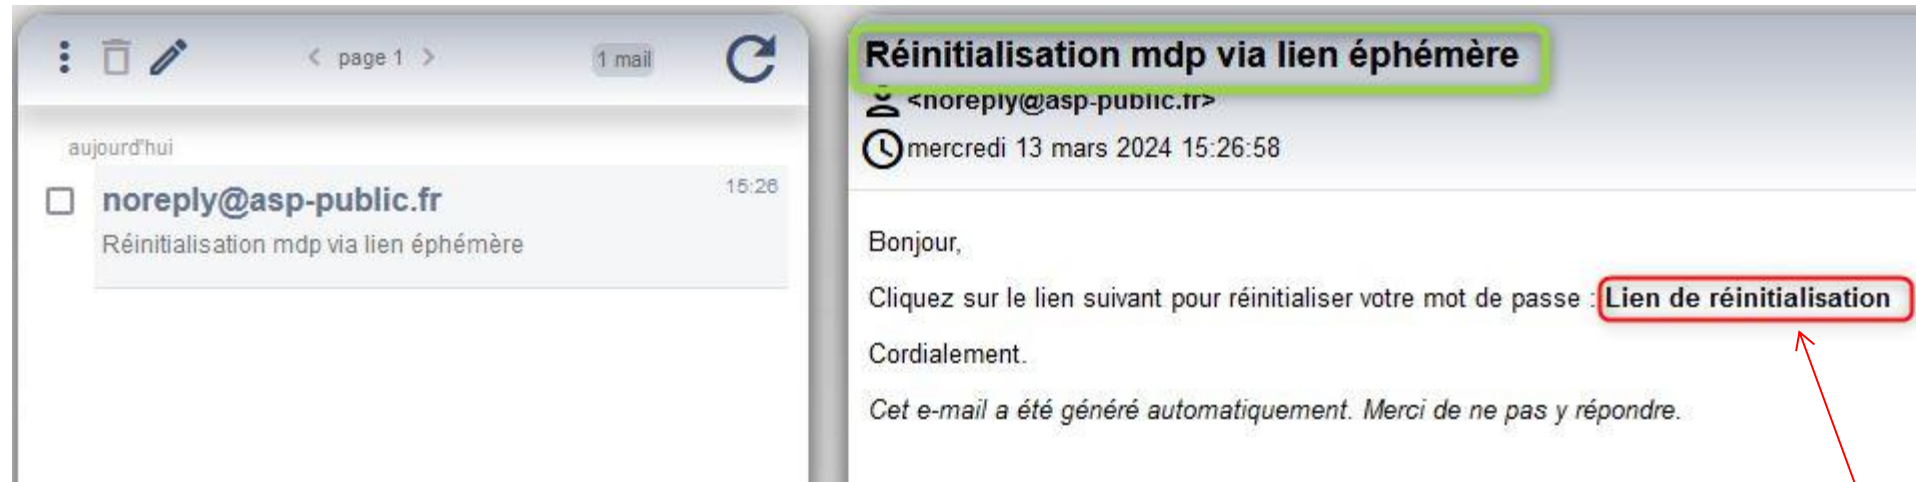 < page 1 >
1 mail
aujourd'hui
noreply@asp-public.fr
15:26
Réinitialisation mdp via lien éphémère
Réinitialisation mdp via lien éphémère
<noreply@asp-public.fr>
mercredi 13 mars 2024 15:26:58
Bonjour,
Cliquez sur le lien suivant pour réinitialiser votre mot de passe : Lien de réinitialisation
Cordialement.
Cet e-mail a été généré automatiquement. Merci de ne pas y répondre.